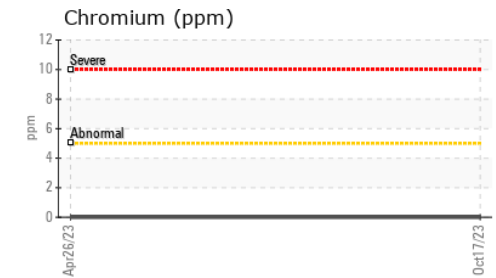 Chromium (ppm)
12
Severe
10
8
ppm
6
Abnormal
4
2
0
Apr26/23
Oct17/23